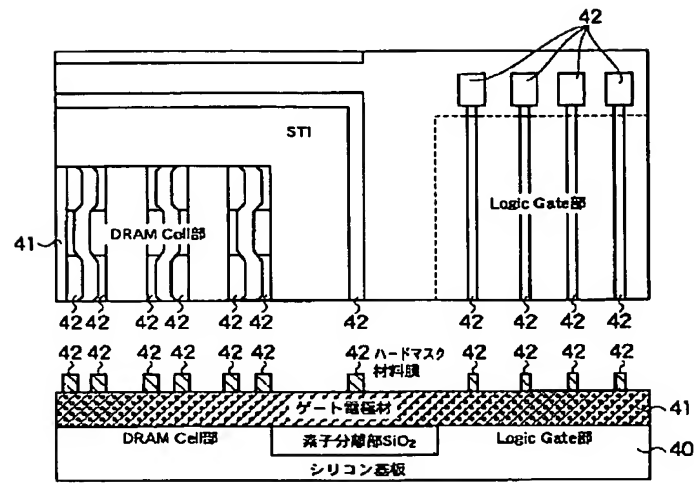 42
STI
Logic Gate部
41
DRAM Cell部
42 42 42 42 42 42 42 42 42 42 42
42 42 42 42 42 42 42 ハードマスク 42 42 42 42
材料膜
ゲート電極材
41
DRAM Cell部
素子分離部SiO₂
Logic Gate部
40
シリコン基板